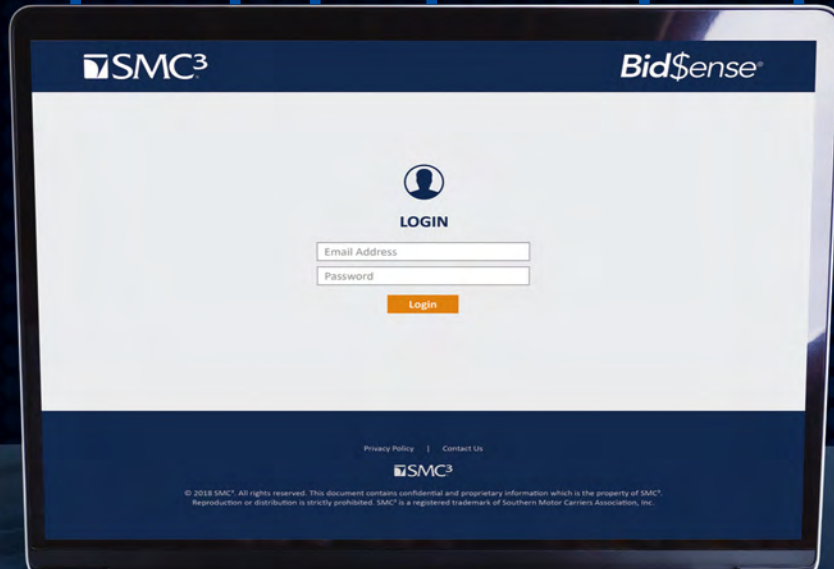 SMC³
Bid$ense®
LOGIN
Email Address
Password
Login
Privacy Policy | Contact Us
SMC³
© 2018 SMC³. All rights reserved. This document contains confidential and proprietary information which is the property of SMC³.
Reproduction or distribution is strictly prohibited. SMC³ is a registered trademark of Southern Motor Carriers Association, Inc.